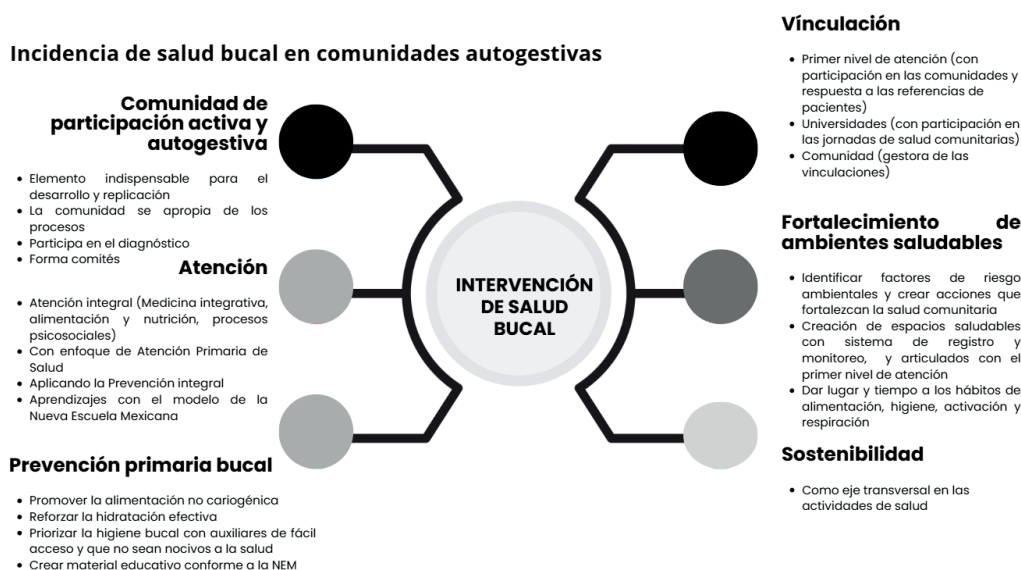 Incidencia de salud bucal en comunidades autogestivas
Comunidad de
participación activa y
autogestiva
• Elemento indispensable para el
desarrollo y replicación
• La comunidad se apropia de los
procesos
• Participa en el diagnóstico
• Forma comités
Atención
• Atención integral (Medicina integrativa,
alimentación y nutrición, procesos
psicosociales)
• Con enfoque de Atención Primaria de
Salud
• Aplicando la Prevención integral
• Aprendizajes con el modelo de la
Nueva Escuela Mexicana
Prevención primaria bucal
• Promover la alimentación no cariogénica
• Reforzar la hidratación efectiva
• Priorizar la higiene bucal con auxiliares de fácil
acceso y que no sean nocivos a la salud
• Crear material educativo conforme a la NEM
INTERVENCIÓN
DE SALUD
BUCAL
Vínculación
• Primer nivel de atención (con
participación en las comunidades y
respuesta a las referencias de
pacientes)
• Universidades (con participación en
las jornadas de salud comunitarias)
• Comunidad (gestora de las
vinculaciones)
Fortalecimiento de
ambientes saludables
• Identificar factores de riesgo
ambientales y crear acciones que
fortalezcan la salud comunitaria
• Creación de espacios saludables
con sistema de registro y
monitoreo, y articulados con el
primer nivel de atención
• Dar lugar y tiempo a los hábitos de
alimentación, higiene, activación y
respiración
Sostenibilidad
• Como eje transversal en las
actividades de salud